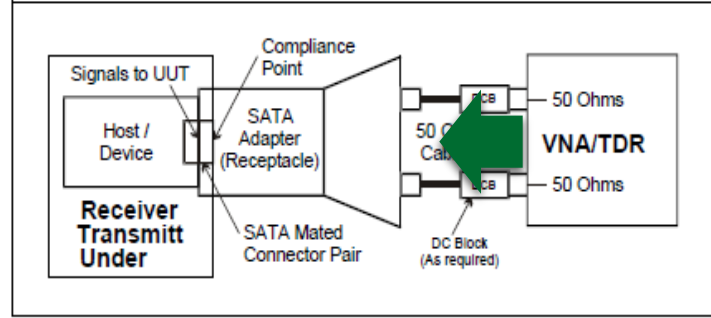 Compliance
Point
Signals to UUT
Host /
Device
SATA
Adapter
(Receptacle)
50
50 Ohms
VNA/TDR
50 Ohms
Receiver
Transmitt
Under
SATA Mated
Connector Pair
DC Block
(As required)